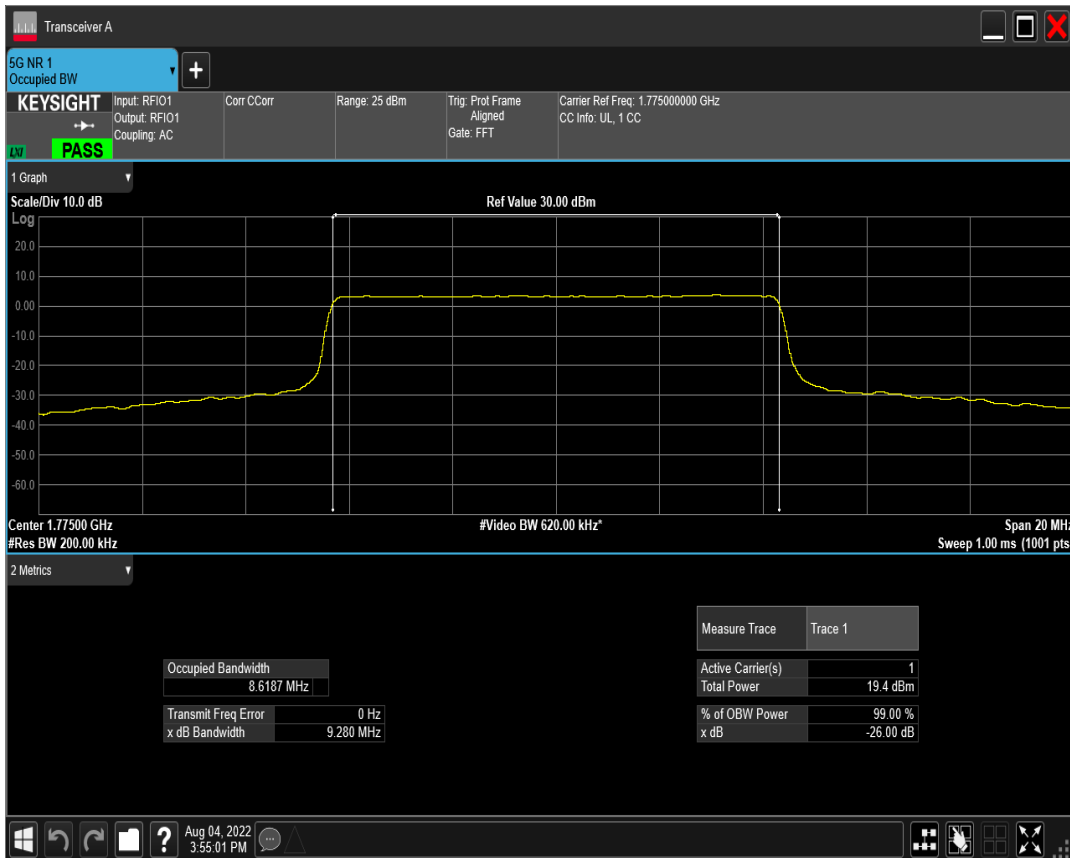 Transceiver A
5G NR 1
Occupied BW
+
KEYSIGHT
LXI
PASS
Input: RFIO1
Output: RFIO1
Coupling: AC
Corr CCorr
Range: 25 dBm
Trig: Prot Frame
Aligned
Gate: FFT
Carrier Ref Freq: 1.775000000 GHz
CC Info: UL, 1 CC
1 Graph
Scale/Div 10.0 dB
Ref Value 30.00 dBm
Log
20.0
10.0
0.00
-10.0
-20.0
-30.0
-40.0
-50.0
-60.0
Center 1.77500 GHz
#Video BW 620.00 kHz*
Span 20 MHz
#Res BW 200.00 kHz
Sweep 1.00 ms (1001 pts
2 Metrics
Measure Trace Trace 1
Occupied Bandwidth
8.6187 MHz
Active Carrier(s) 1
Total Power 19.4 dBm
Transmit Freq Error 0 Hz
x dB Bandwidth 9.280 MHz
% of OBW Power 99.00 %
x dB -26.00 dB
?
Aug 04, 2022
3:55:01 PM